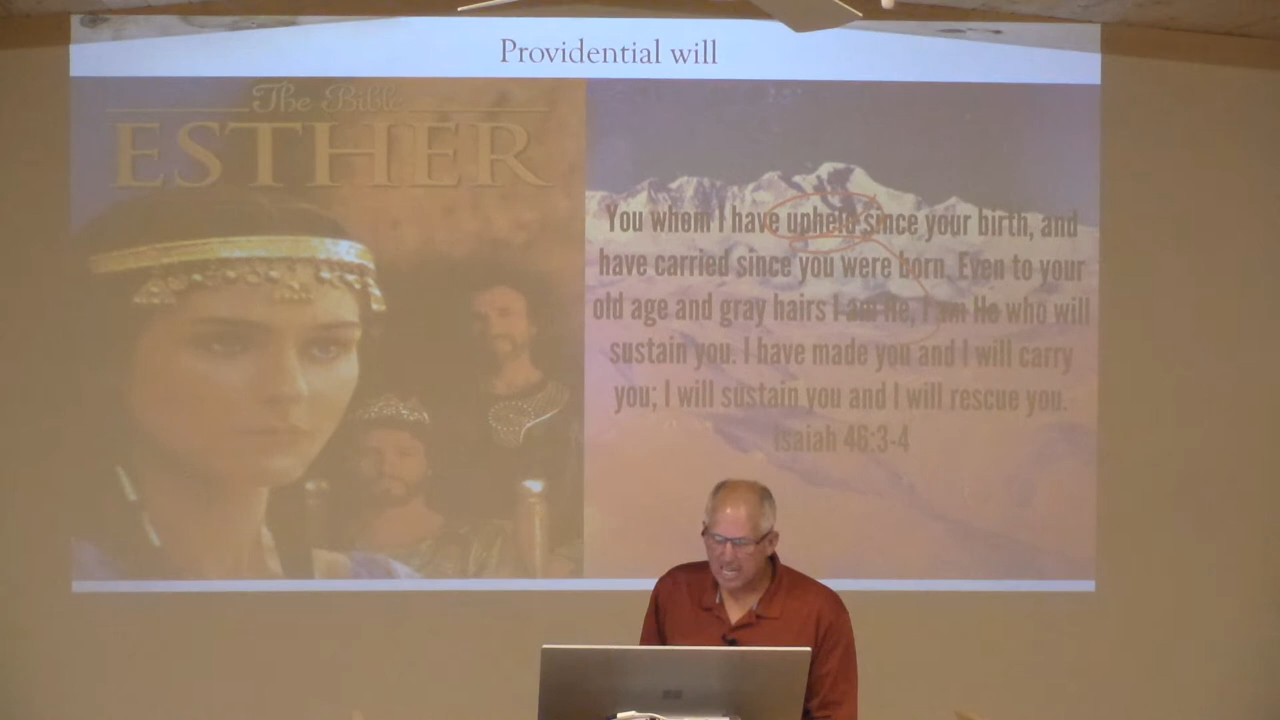 Providential will
The Bible
ESTHER
You whom I have upheld since your birth, and
have carried since you were born. Even to your
old age and gray hairs I am He, I am He who will
sustain you. I have made you and I will carry
you; I will sustain you and I will rescue you.
Isaiah 46:3-4